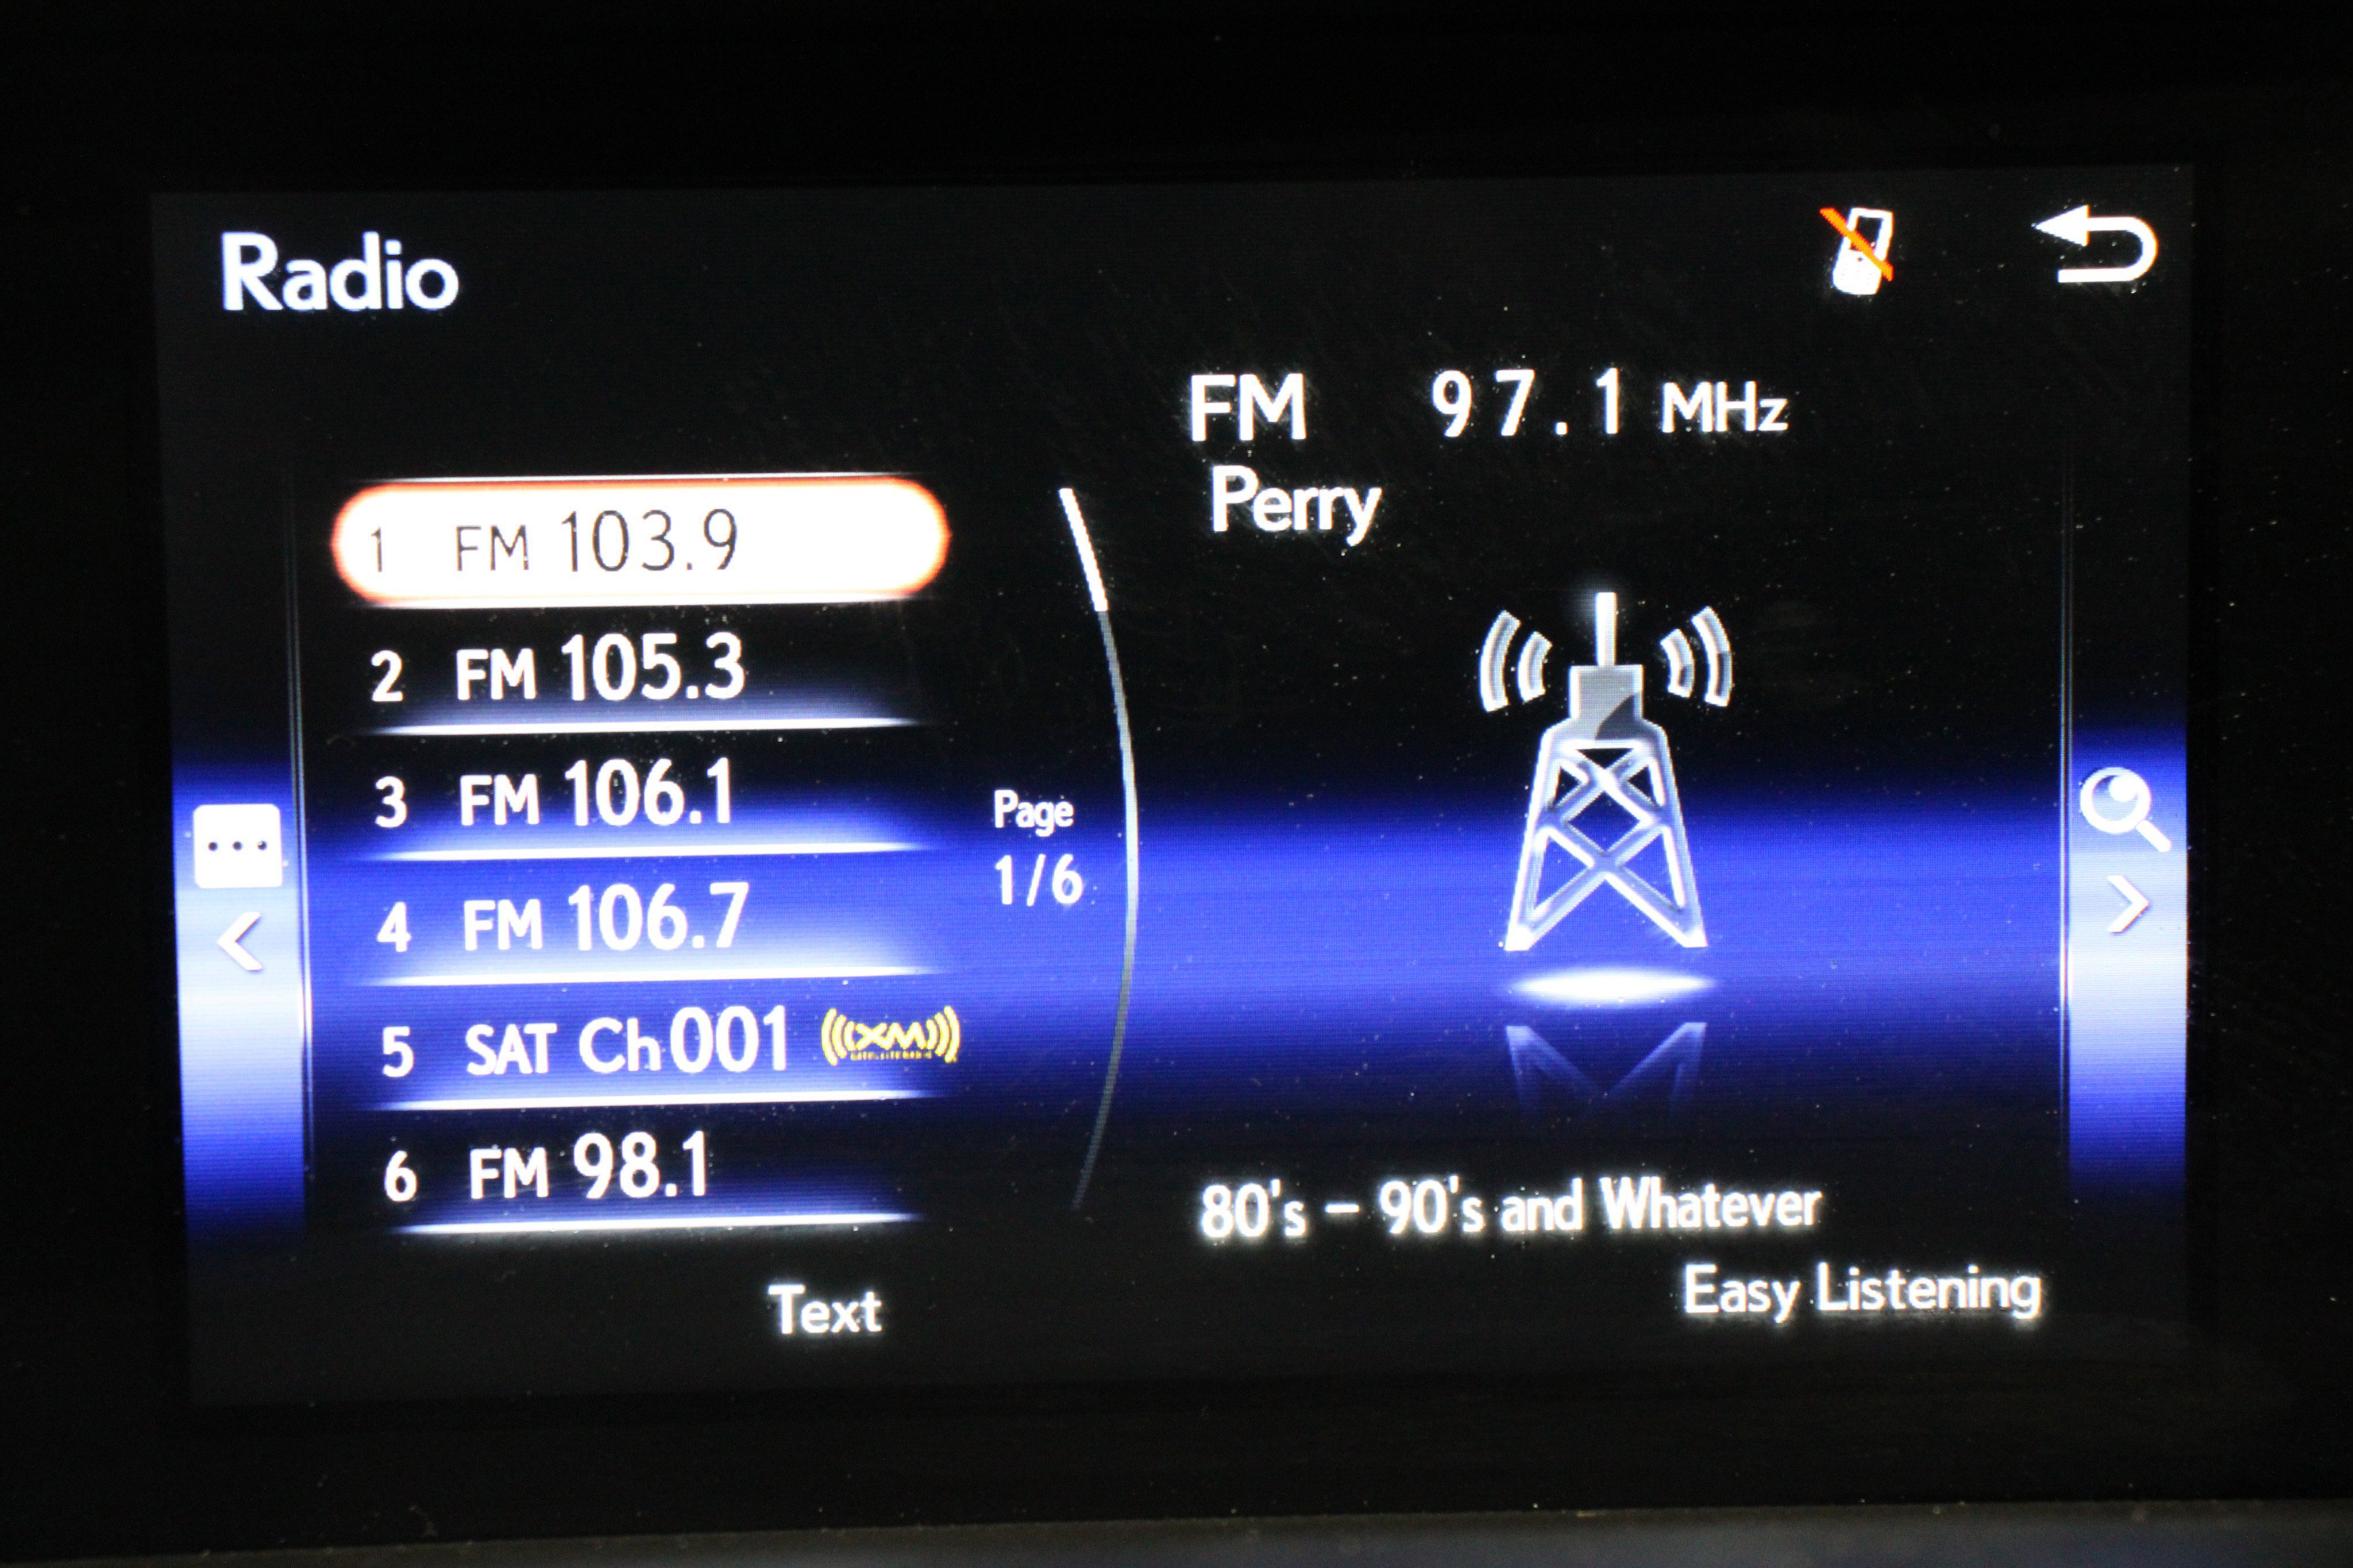 Radio
FM 97.1 MHz
Perry
1 FM 103.9
2 FM 105.3
3 FM 106.1
4 FM 106.7
5 SAT Ch001 XM
6 FM 98.1
Page
1/6
80's - 90's and Whatever
Easy Listening
Text